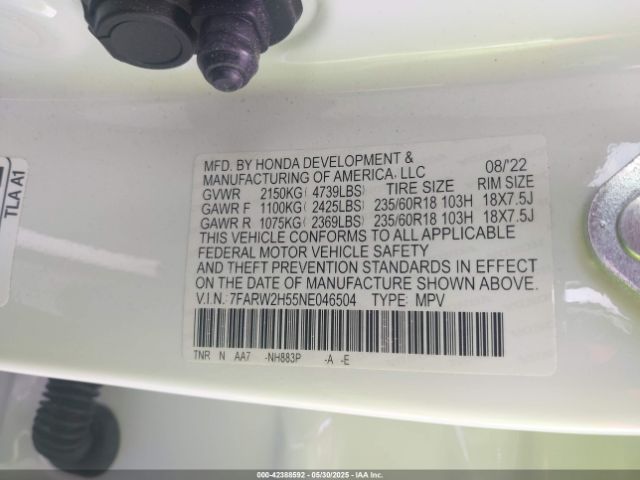 TLA A1
MFD. BY HONDA DEVELOPMENT &
MANUFACTURING OF AMERICA, LLC 08/'22
GVWR 2150KG( 4739LBS) TIRE SIZE RIM SIZE
GAWR F 1100KG( 2425LBS) 235/60R18 103H 18X7.5J
GAWR R 1075KG( 2369LBS) 235/60R18 103H 18X7.5J
THIS VEHICLE CONFORMS TO ALL APPLICABLE
FEDERAL MOTOR VEHICLE SAFETY
AND THEFT PREVENTION STANDARDS IN EFFECT
ON THE DATE OF MANUFACTURE SHOWN ABOVE.
V.I.N.:7FARW2H55NE046504 TYPE: MPV
TNR N AA7 -NH883P -A -E
000-42388592 - 05/30/2025 - IAA, Inc.